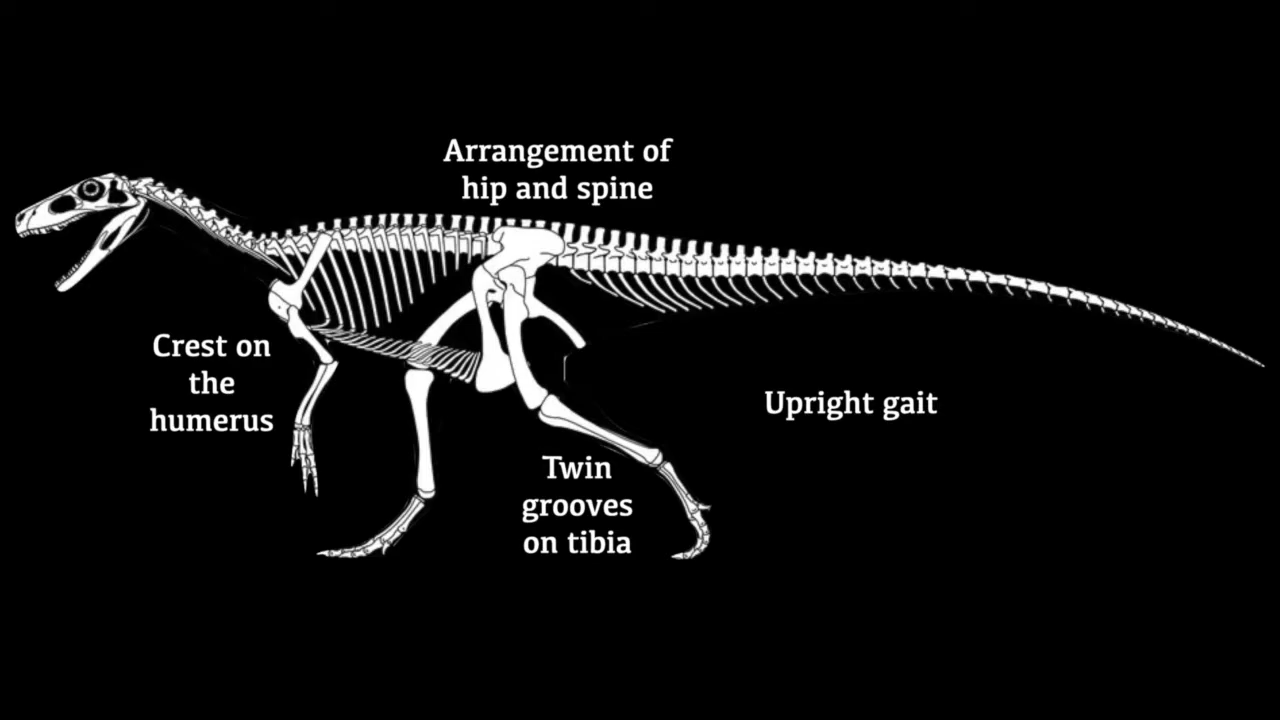 Arrangement of
hip and spine
Crest on
the
humerus
Upright gait
Twin
grooves
on tibia